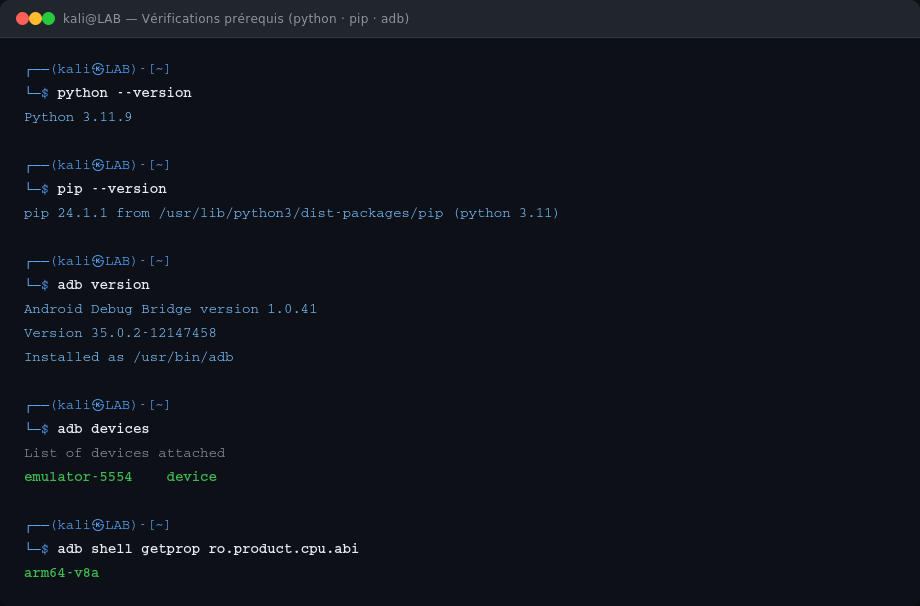 kali@LAB — Vérifications prérequis (python · pip · adb)
┌──(kali㉿LAB)-[~]
└─$ python --version
Python 3.11.9
┌──(kali㉿LAB)-[~]
└─$ pip --version
pip 24.1.1 from /usr/lib/python3/dist-packages/pip (python 3.11)
┌──(kali㉿LAB)-[~]
└─$ adb version
Android Debug Bridge version 1.0.41
Version 35.0.2-12147458
Installed as /usr/bin/adb
┌──(kali㉿LAB)-[~]
└─$ adb devices
List of devices attached
emulator-5554    device
┌──(kali㉿LAB)-[~]
└─$ adb shell getprop ro.product.cpu.abi
arm64-v8a